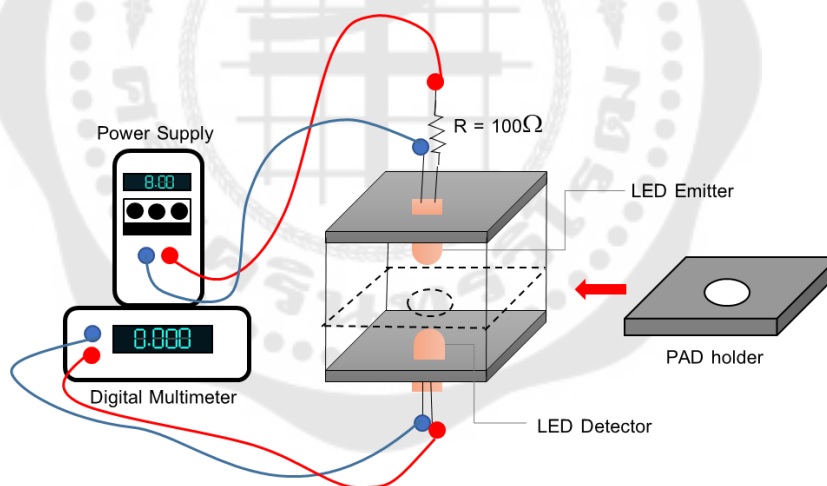 Power Supply
8.00
R = 100Ω
LED Emitter
0.000
PAD holder
Digital Multimeter
LED Detector